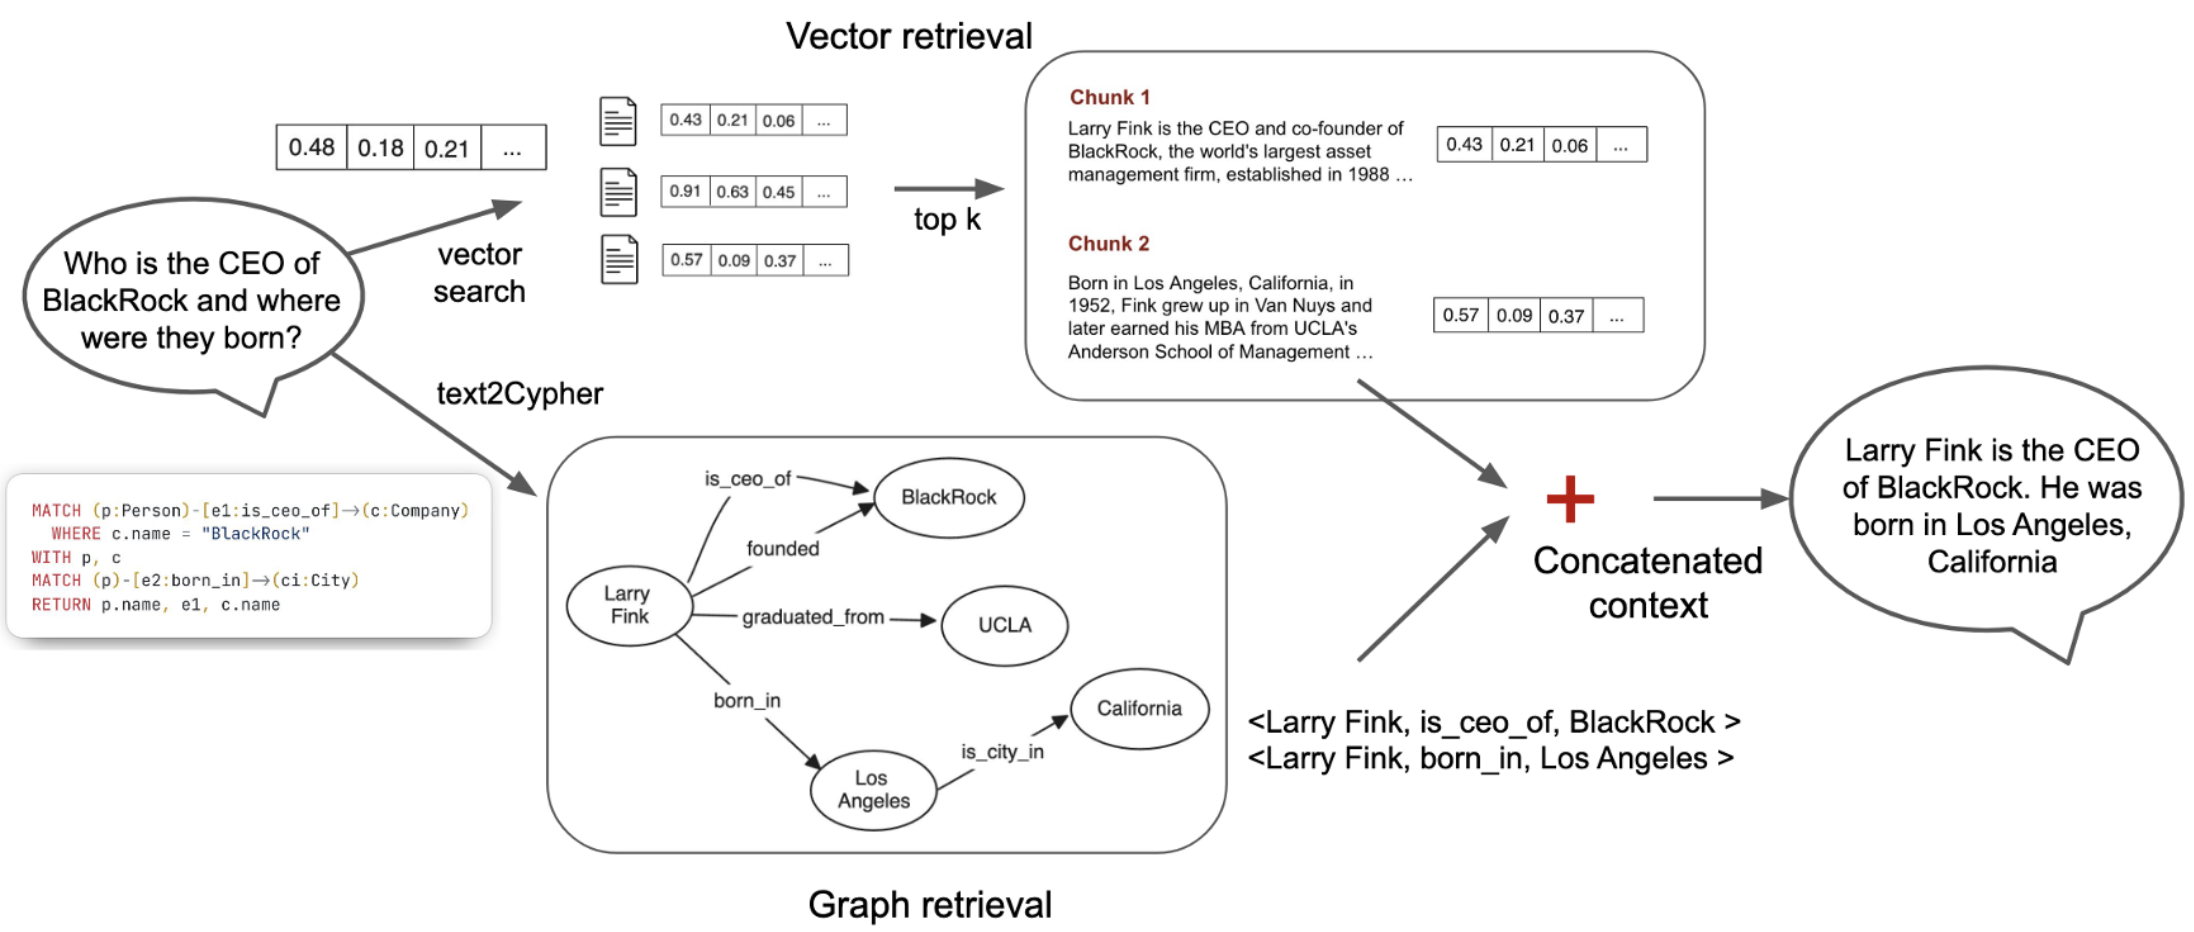 Vector retrieval
0.48 0.18 0.21 ...
0.43 0.21 0.06 ...
0.91 0.63 0.45 ...
0.57 0.09 0.37 ...
Who is the CEO of
BlackRock and where
were they born?
vector
search
top k
Chunk 1
Larry Fink is the CEO and co-founder of
BlackRock, the world's largest asset
management firm, established in 1988 ...
0.43 0.21 0.06 ...
Chunk 2
Born in Los Angeles, California, in
1952, Fink grew up in Van Nuys and
later earned his MBA from UCLA's
Anderson School of Management ...
0.57 0.09 0.37 ...
text2Cypher
MATCH (p:Person)-[e1:is_ceo_of]->(c:Company)
WHERE c.name = "BlackRock"
WITH p, c
MATCH (p)-[e2:born_in]->(ci:City)
RETURN p.name, e1, c.name
is_ceo_of
BlackRock
founded
Larry
Fink
graduated_from
UCLA
born_in
California
is_city_in
Los
Angeles
Graph retrieval
<Larry Fink, is_ceo_of, BlackRock >
<Larry Fink, born_in, Los Angeles >
+
Concatenated
context
Larry Fink is the CEO
of BlackRock. He was
born in Los Angeles,
California